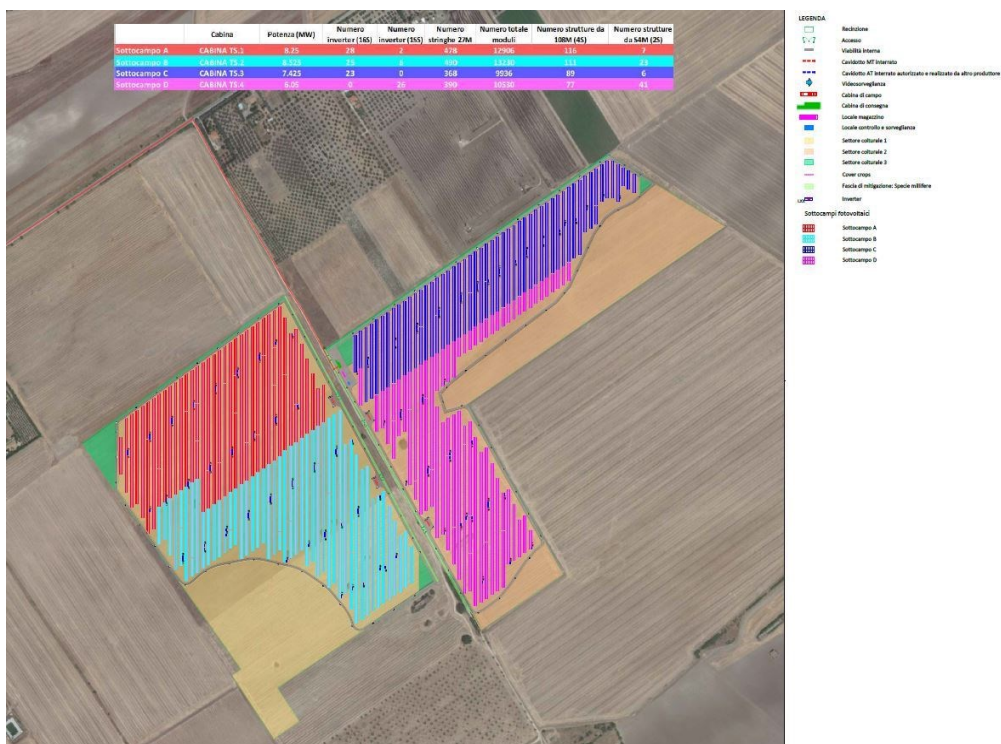 Cabina Potenza (MW) Numero inverter (16S) Numero inverter (15S) Numero stringhe 27M Numero totale moduli Numero strutture da 108M (4S) Numero strutture da 54M (2S)
Sottocampo A CABINA TS.1 8.25 28 2 478 12906 116 7
Sottocampo B CABINA TS.2 8.525 25 6 490 13230 111 23
Sottocampo C CABINA TS.3 7.425 23 0 368 9936 89 6
Sottocampo D CABINA TS.4 0 26 390 10530 77 41
LEGENDA
Recinzione
Accesso
Viabilità interna
Cavidotto MT interrato
Cavidotto AT interrato autorizzato e realizzato da altro produttore
Videosorveglianza
Cabina di campo
Cabina di consegna
Locale magazzino
Locale controllo e sorveglianza
Settore colturale 1
Settore colturale 2
Settore colturale 3
Cover crops
Fascia di mitigazione: Specie mellifere
Inverter
Sottocampi fotovoltaici
Sottocampo A
Sottocampo B
Sottocampo C
Sottocampo D